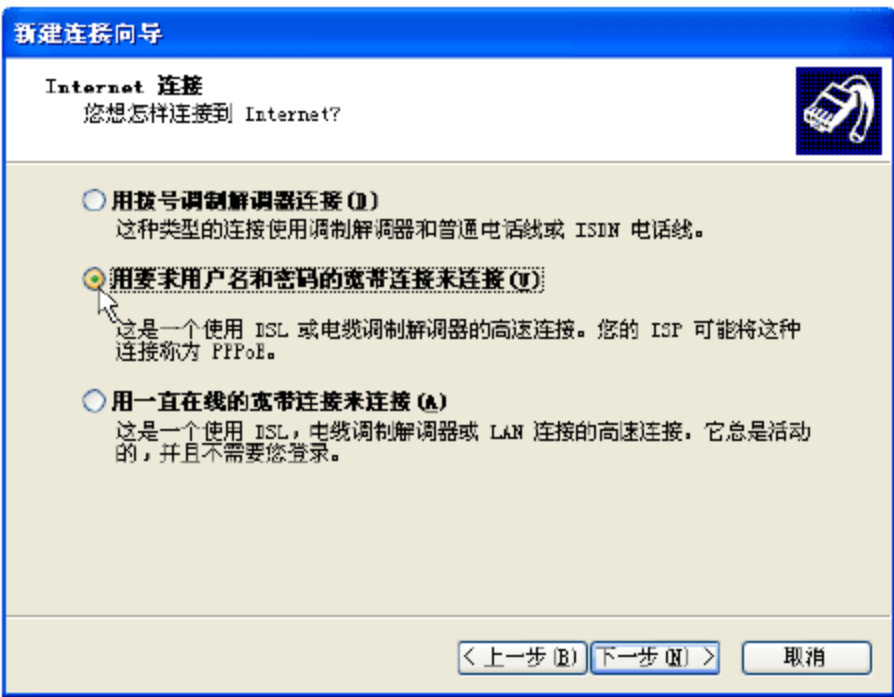 新建连接向导
Internet 连接
您想怎样连接到 Internet?
用拨号调制解调器连接(D)
这种类型的连接使用调制解调器和普通电话线或 ISDN 电话线。
用要求用户名和密码的宽带连接来连接(U)
这是一个使用 DSL 或电缆调制解调器的高速连接。您的 ISP 可能将这种
连接称为 PPPoE。
用一直在线的宽带连接来连接(A)
这是一个使用 DSL,电缆调制解调器或 LAN 连接的高速连接。它总是活动
的,并且不需要您登录。
< 上一步(B) 下一步(N) > 取消